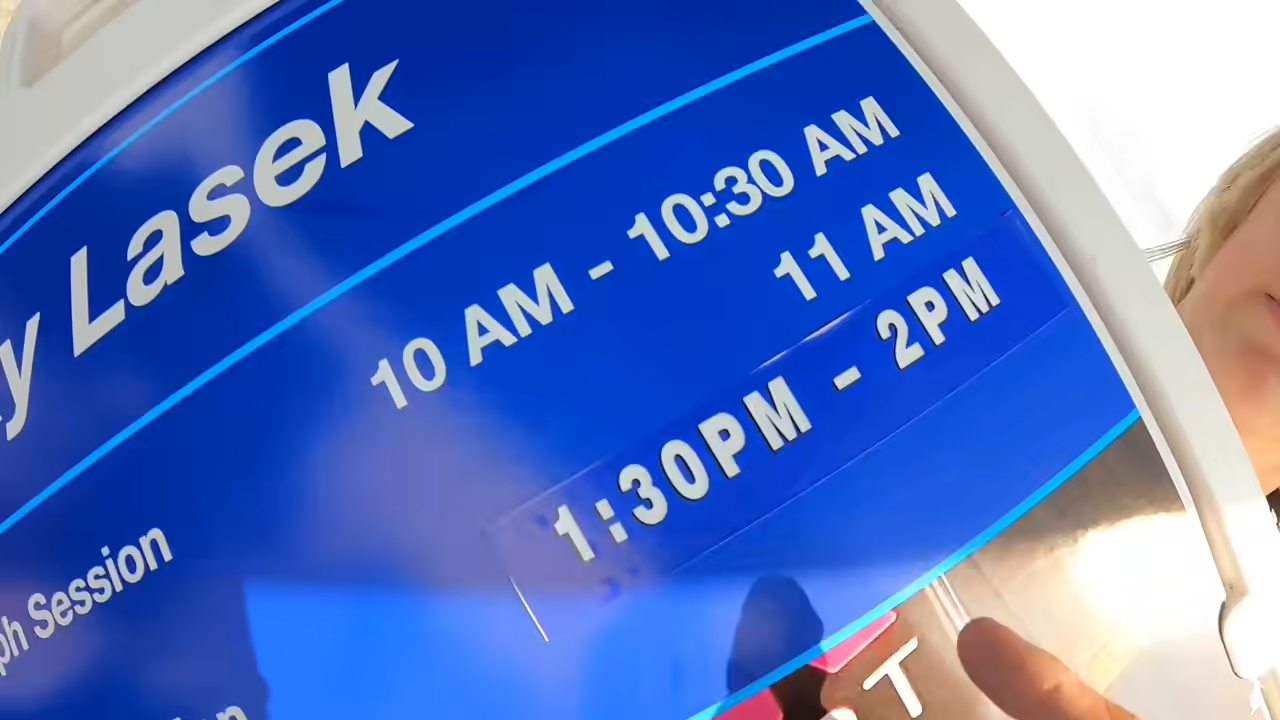 y Lasek
10 AM - 10:30 AM
11 AM
1:30PM - 2PM
ph Session
T